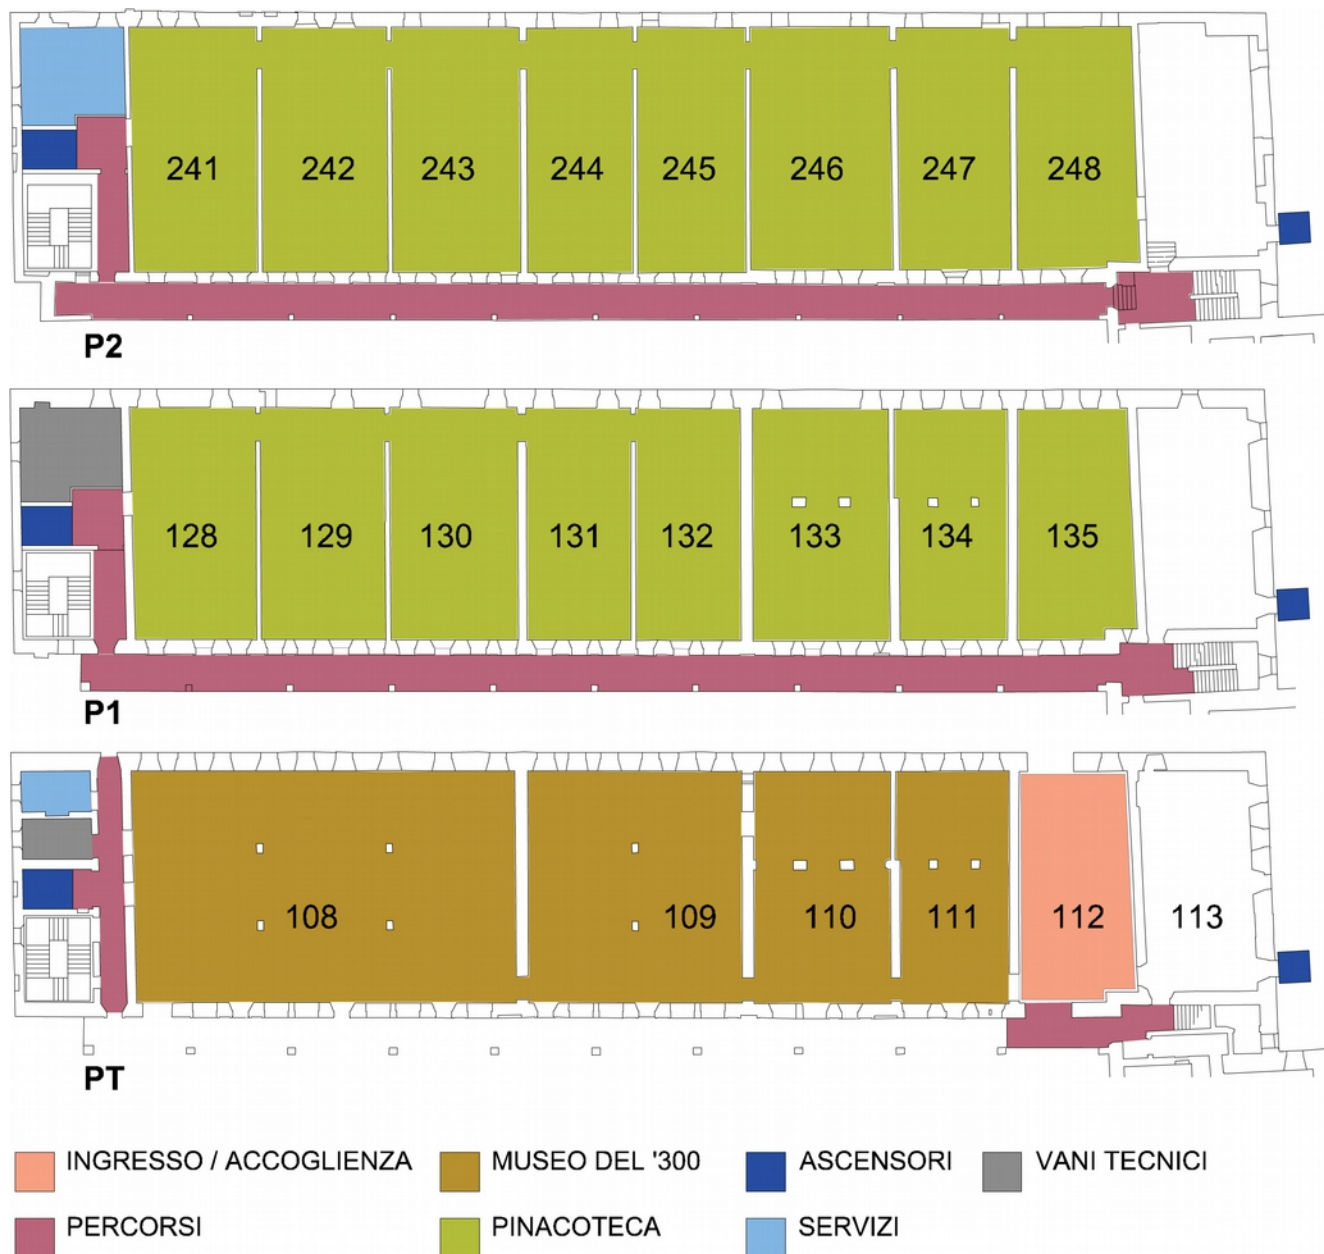 241 242 243 244 245 246 247 248
P2
128 129 130 131 132 133 134 135
P1
108 109 110 111 112 113
PT
INGRESSO / ACCOGLIENZA MUSEO DEL '300 ASCENSORI VANI TECNICI
PERCORSI PINACOTECA SERVIZI